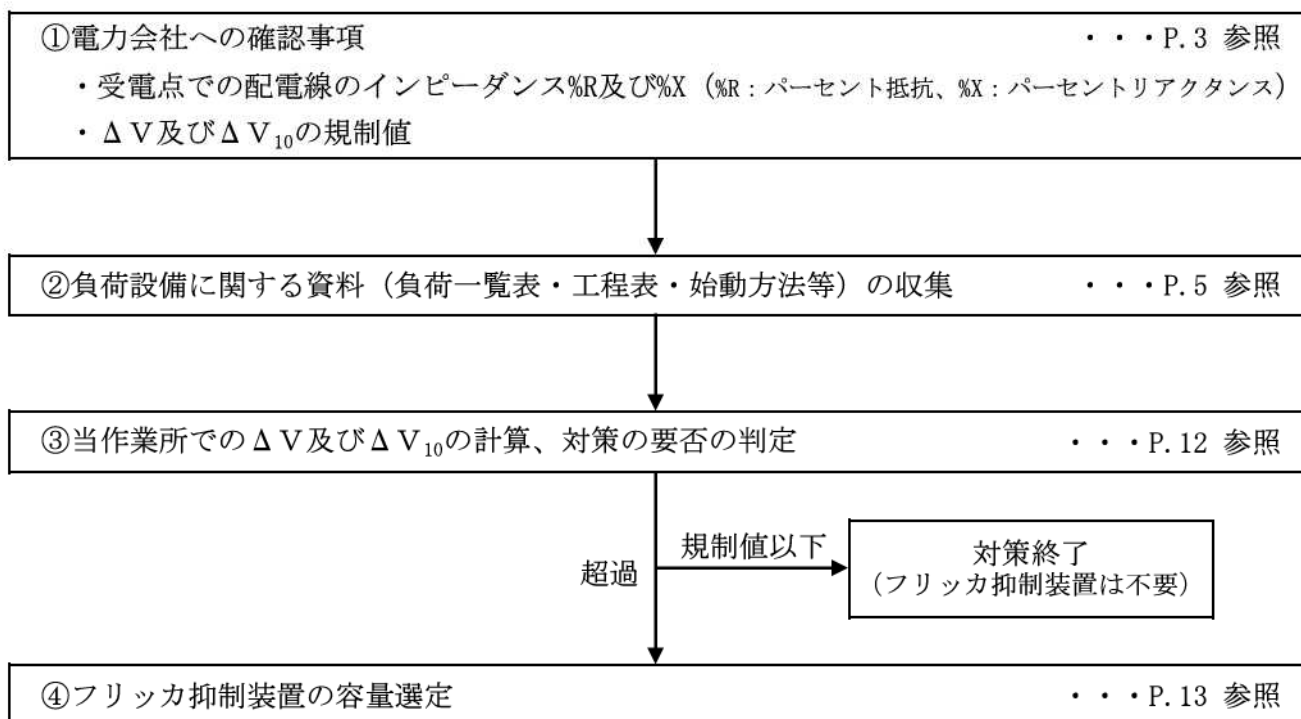 ①電力会社への確認事項 ・・・P.3 参照
・受電点での配電線のインピーダンス%R及び%X (%R：パーセント抵抗、%X：パーセントリアクタンス)
・ΔV及びΔV₁₀の規制値
②負荷設備に関する資料（負荷一覧表・工程表・始動方法等）の収集 ・・・P.5 参照
③当作業所でのΔV及びΔV₁₀の計算、対策の要否の判定 ・・・P.12 参照
規制値以下
対策終了
（フリッカ抑制装置は不要）
超過
④フリッカ抑制装置の容量選定 ・・・P.13 参照